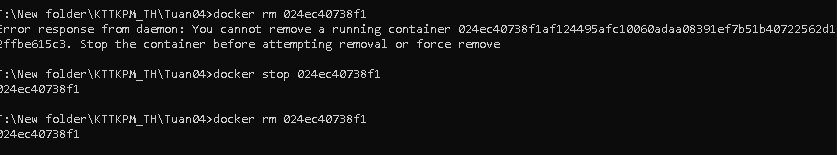 T:\New folder\KTTKPM_TH\Tuan04>docker rm 024ec40738f1
Error response from daemon: You cannot remove a running container 024ec40738f1af124495afc10060adaa08391ef7b51b40722562d1
2ffbe615c3. Stop the container before attempting removal or force remove
T:\New folder\KTTKPM_TH\Tuan04>docker stop 024ec40738f1
024ec40738f1
T:\New folder\KTTKPM_TH\Tuan04>docker rm 024ec40738f1
024ec40738f1